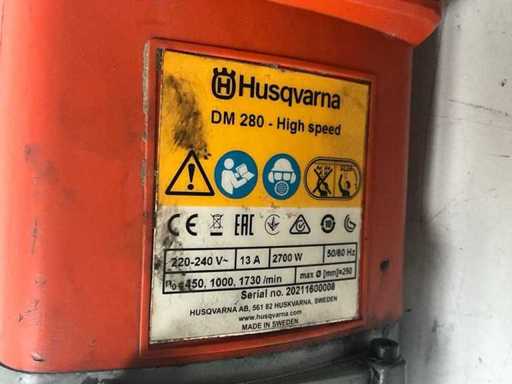 Husqvarna
DM 280 - High speed
CE EAC
220-240 V~ 13 A 2700 W 50/60 Hz
n₀=450, 1000, 1730 /min max Ø [mm]=250
Serial no. 20211600008
HUSQVARNA AB, 561 82 HUSKVARNA, SWEDEN
www.husqvarna.com
MADE IN SWEDEN